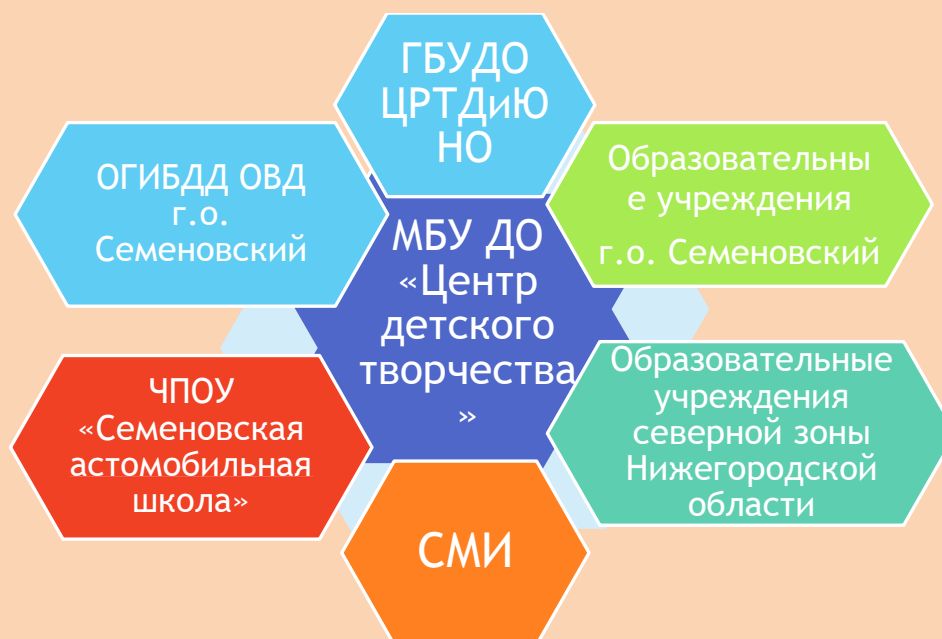 ГБУДО
ЦРТДиЮ
НО
ОГИБДД ОВД
г.о.
Семеновский
Образовательны
е учреждения
г.о. Семеновский
МБУ ДО
«Центр
детского
творчества
»
ЧПОУ
«Семеновская
астомобильная
школа»
Образовательные
учреждения
северной зоны
Нижегородской
области
СМИ